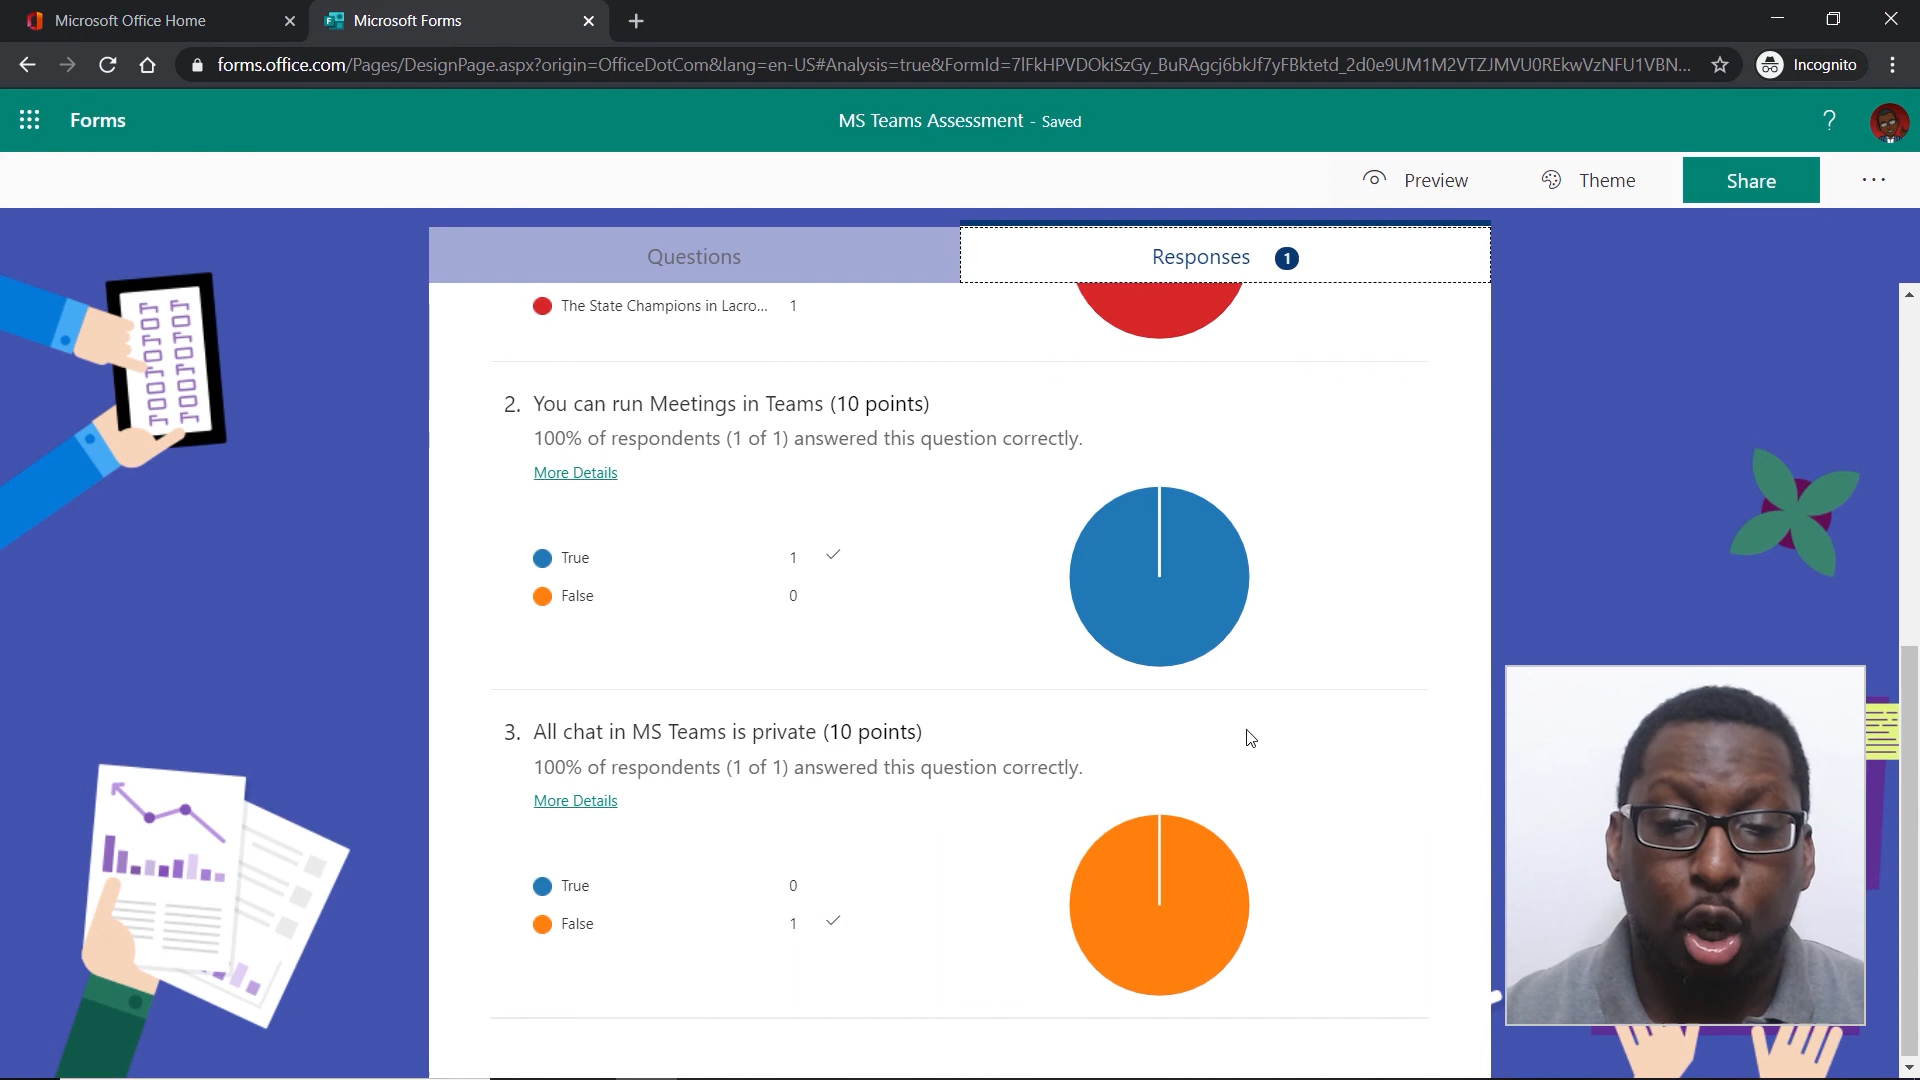 Microsoft Office Home
Microsoft Forms
forms.office.com/Pages/DesignPage.aspx?origin=OfficeDotCom&lang=en-US#Analysis=true&FormId=7IFkHPVDOkiSzGy_BuRAgcj6bkJf7yFBktetd_2d0e9UM1M2VTZJMVU0REkwVzNFU1VBN...
Incognito
Forms
MS Teams Assessment - Saved
?
Preview
Theme
Share
...
Questions
Responses 1
The State Champions in Lacro... 1
2. You can run Meetings in Teams (10 points)
100% of respondents (1 of 1) answered this question correctly.
More Details
True 1
False 0
3. All chat in MS Teams is private (10 points)
100% of respondents (1 of 1) answered this question correctly.
More Details
True 0
False 1